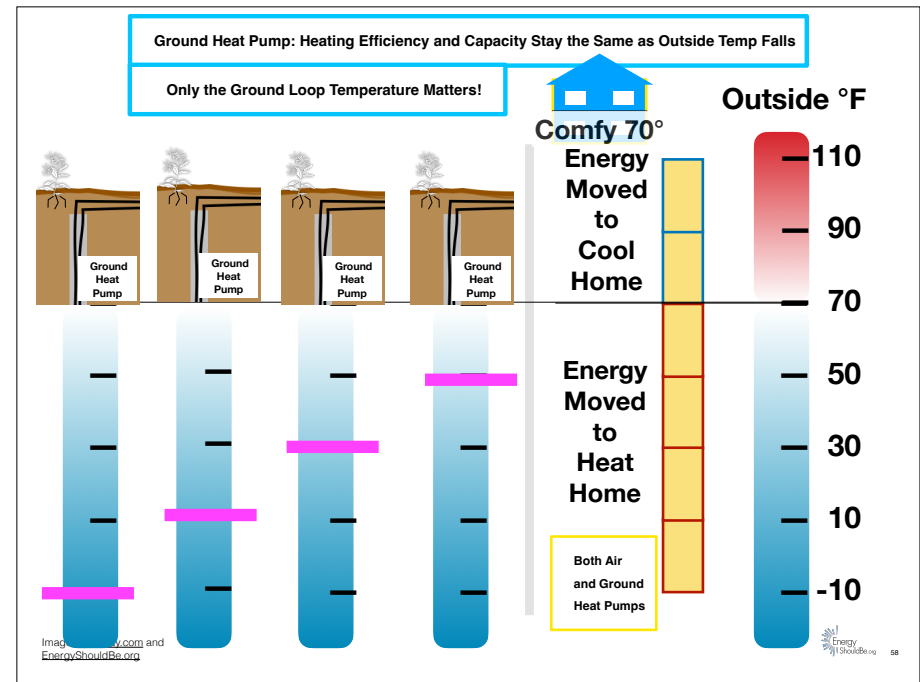 Ground Heat Pump: Heating Efficiency and Capacity Stay the Same as Outside Temp Falls
Only the Ground Loop Temperature Matters!
Outside °F
Comfy 70°
Energy
Moved
to
Cool
Home
Ground
Heat
Pump
Ground
Heat
Pump
Ground
Heat
Pump
Ground
Heat
Pump
110
90
70
50
30
10
-10
Energy
Moved
to
Heat
Home
Both Air
and Ground
Heat Pumps
y.com and
EnergyShouldBe.org
Energy
ShouldBe.org
58